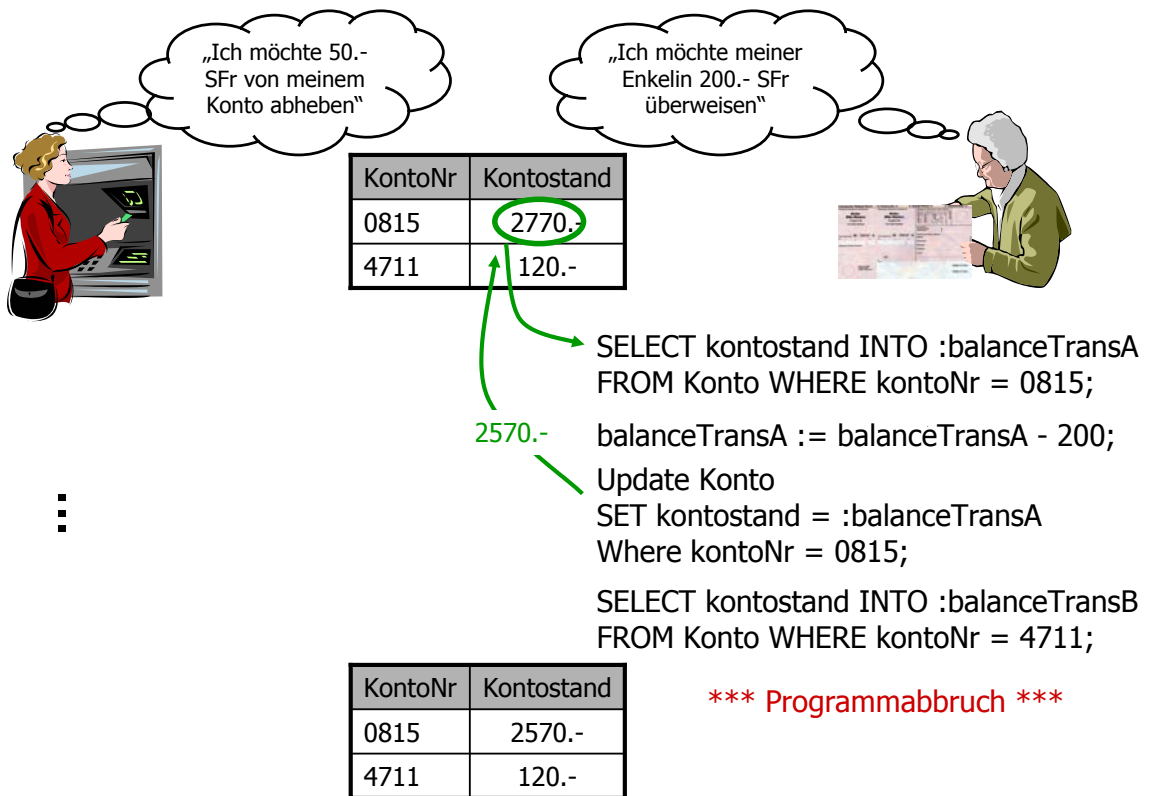 „Ich möchte 50.-
SFr von meinem
Konto abheben“
„Ich möchte meiner
Enkelin 200.- SFr
überweisen“
KontoNr Kontostand
0815 2770.-
4711 120.-
SELECT kontostand INTO :balanceTransA
FROM Konto WHERE kontoNr = 0815;
2570.- balanceTransA := balanceTransA - 200;
Update Konto
SET kontostand = :balanceTransA
Where kontoNr = 0815;
SELECT kontostand INTO :balanceTransB
FROM Konto WHERE kontoNr = 4711;
*** Programmabbruch ***
KontoNr Kontostand
0815 2570.-
4711 120.-